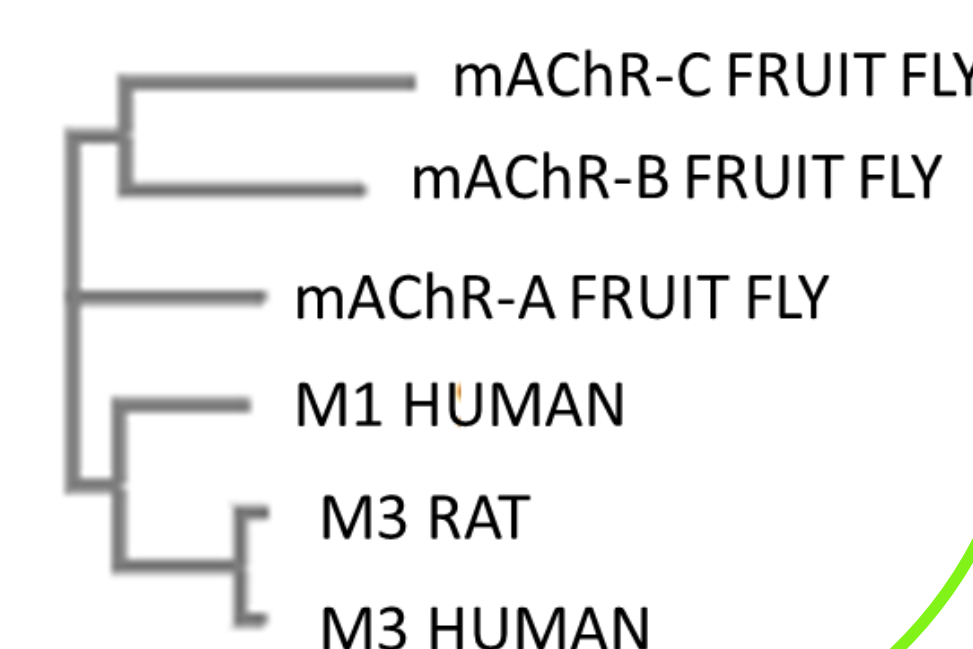 mAChR-C FRUIT FLY
mAChR-B FRUIT FLY
mAChR-A FRUIT FLY
M1 HUMAN
M3 RAT
M3 HUMAN